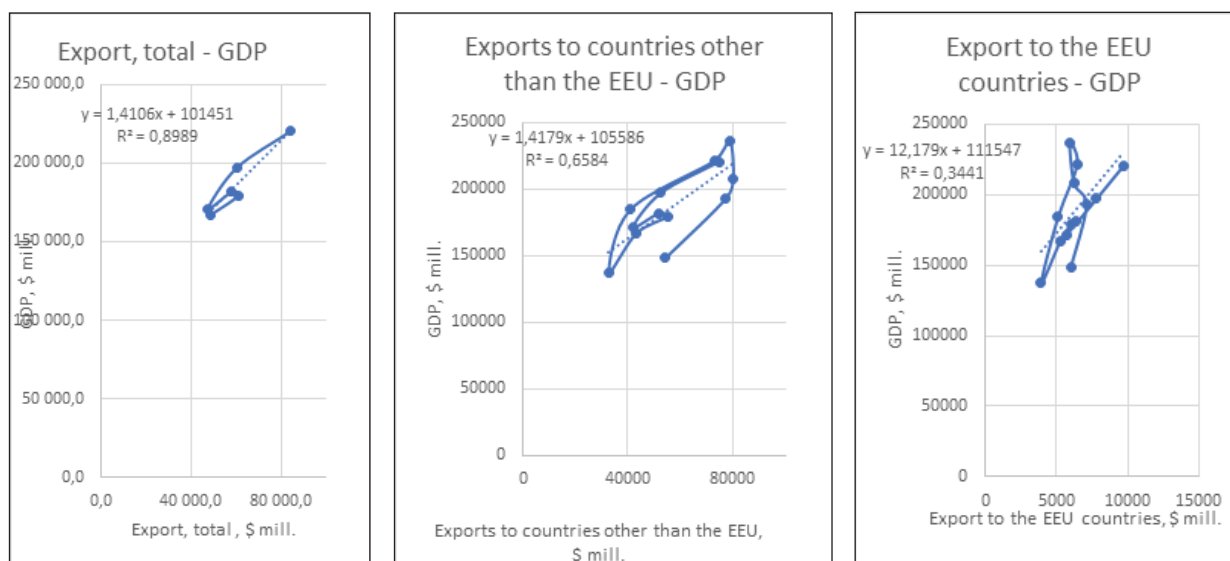 Export, total - GDP
250 000,0
y = 1,4106x + 101451
R² = 0,8989
200 000,0
150 000,0
100 000,0
50 000,0
0,0
GDP, $ mill.
0,0 40 000,0 80 000,0
Export, total , $ mill.
Exports to countries other
than the EEU - GDP
250000
y = 1,4179x + 105586
R² = 0,6584
200000
150000
100000
50000
0
GDP, $ mill.
0 40000 80000
Exports to countries other than the EEU,
$ mill.
Export to the EEU
countries - GDP
250000
y = 12,179x + 111547
R² = 0,3441
200000
150000
100000
50000
0
GDP, $ mill.
0 5000 10000 15000
Export to the EEU countries, $ mill.